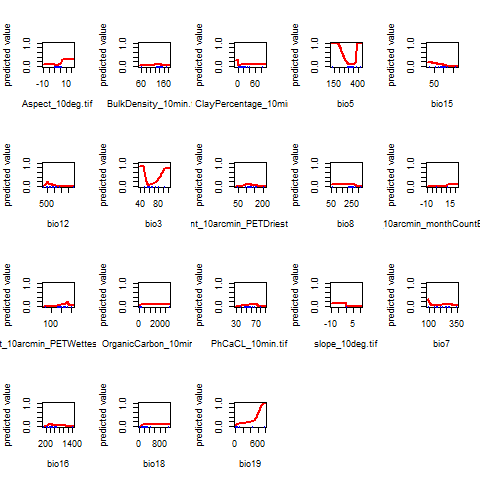 predicted value
0.0 1.0
-10 10
Aspect_10deg.tif
predicted value
0.0 1.0
60 160
BulkDensity_10min.
predicted value
0.0 1.0
0 60
ClayPercentage_10mi
predicted value
0.0 1.0
150 400
bio5
predicted value
0.0 1.0
50
bio15
predicted value
0.0 1.0
500
bio12
predicted value
0.0 1.0
40 80
bio3
predicted value
0.0 1.0
50 200
nt_10arcmin_PETDriest
predicted value
0.0 1.0
50 250
bio8
predicted value
0.0 1.0
-10 15
10arcmin_monthCountB
predicted value
0.0 1.0
100
t_10arcmin_PETWettes
predicted value
0.0 1.0
0 2000
OrganicCarbon_10mir
predicted value
0.0 1.0
30 70
PhCaCL_10min.tif
predicted value
0.0 1.0
-10 5
slope_10deg.tif
predicted value
0.0 1.0
100 350
bio7
predicted value
0.0 1.0
200 1400
bio16
predicted value
0.0 1.0
0 800
bio18
predicted value
0.0 1.0
0 600
bio19